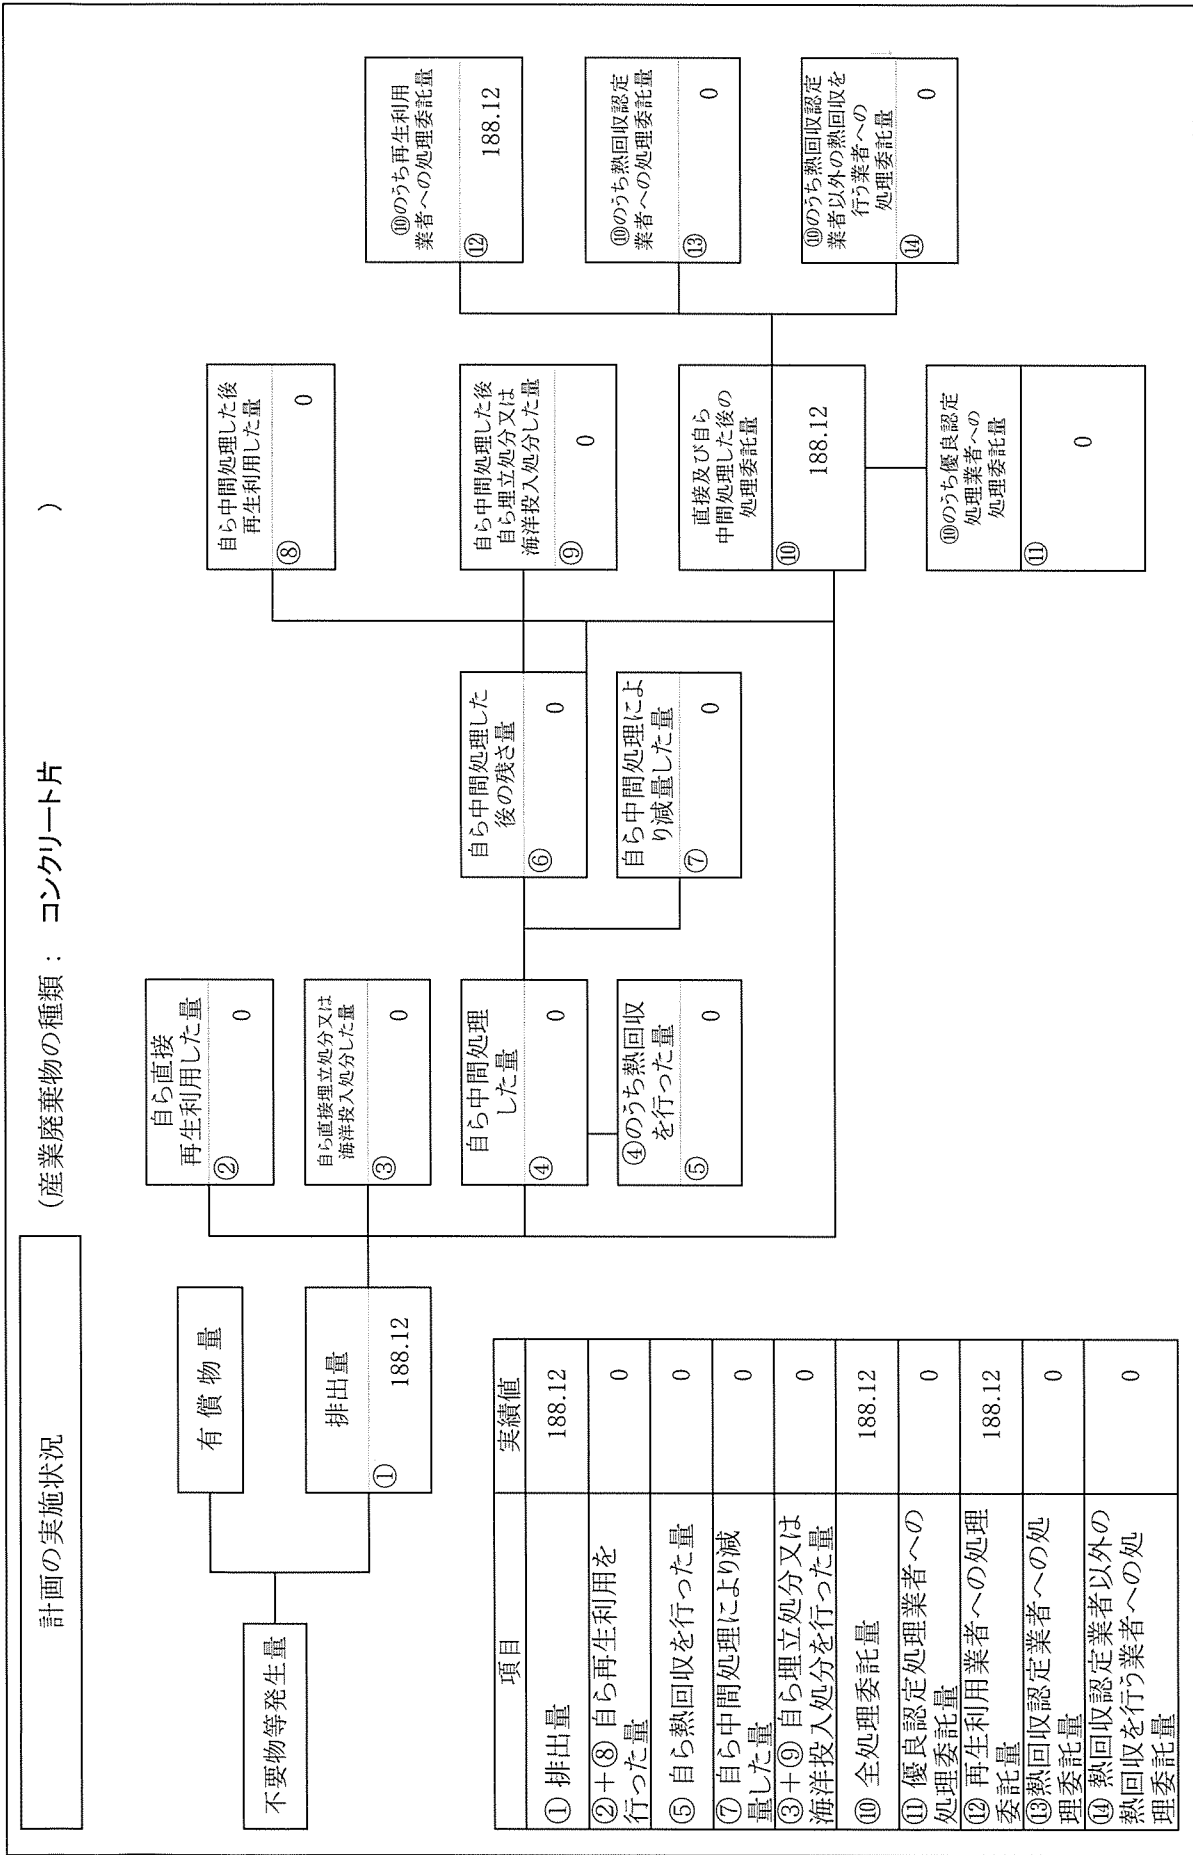 計画の実施状況
(産業廃棄物の種類： コンクリート片 )
不要物等発生量
有償物量
排出量
① 188.12
自ら直接
再生利用した量
② 0
自ら直接埋立処分又は
海洋投入処分した量
③ 0
自ら中間処理
した量
④ 0
④のうち熱回収
を行った量
⑤ 0
自ら中間処理した
後の残さ量
⑥ 0
自ら中間処理によ
り減量した量
⑦ 0
自ら中間処理した後
再生利用した量
⑧ 0
自ら中間処理した後
自ら埋立処分又は
海洋投入処分した量
⑨ 0
直接及び自ら
中間処理した後の
処理委託量
⑩ 188.12
⑩のうち優良認定
処理業者への
処理委託量
⑪ 0
⑩のうち再生利用
業者への処理委託量
⑫ 188.12
⑩のうち熱回収認定
業者への処理委託量
⑬ 0
⑩のうち熱回収認定
業者以外の熱回収を
行う業者への
処理委託量
⑭ 0
項目 実績値
① 排出量 188.12
②＋⑧ 自ら再生利用を
行った量 0
⑤ 自ら熱回収を行った量 0
⑦ 自ら中間処理により減
量した量 0
③＋⑨ 自ら埋立処分又は
海洋投入処分を行った量 0
⑩ 全処理委託量 188.12
⑪ 優良認定処理業者への
処理委託量 0
⑫ 再生利用業者への処理
委託量 188.12
⑬熱回収認定業者への処
理委託量 0
⑭ 熱回収認定業者以外の
熱回収を行う業者への処
理委託量 0